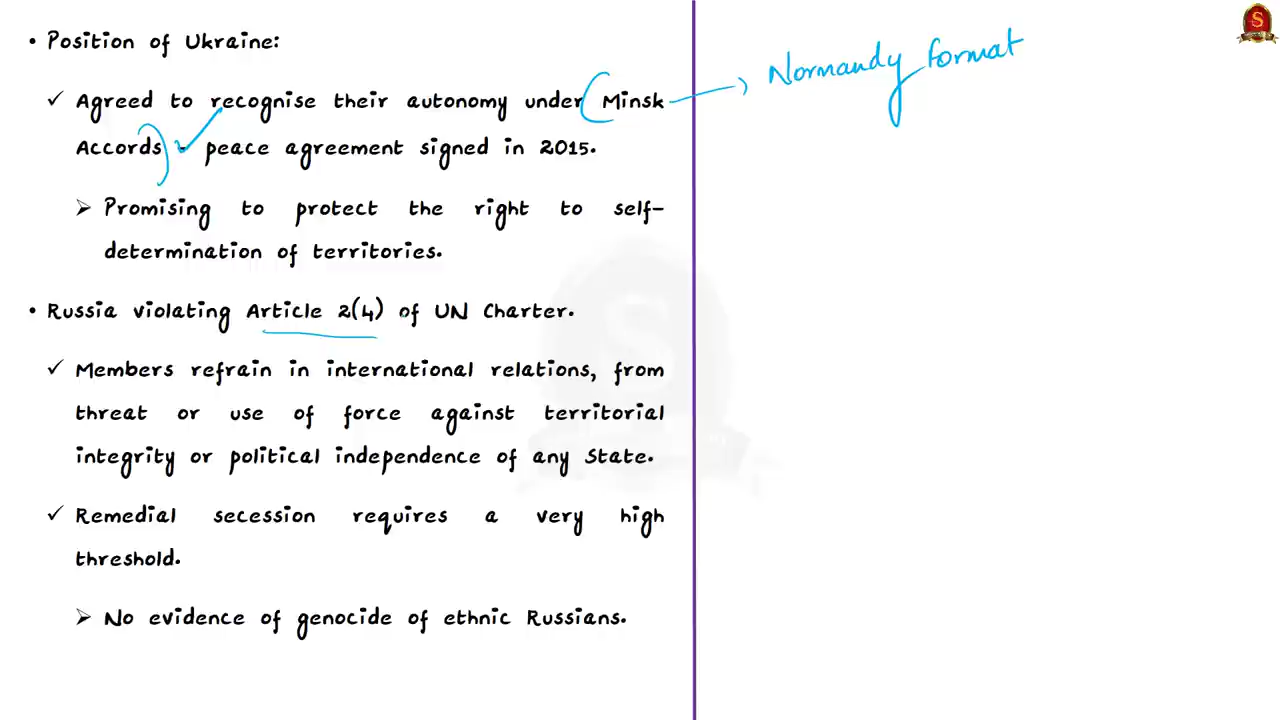 • Position of Ukraine:
✓ Agreed to recognise their autonomy under Minsk
Accords - peace agreement signed in 2015.
➢ Promising to protect the right to self-
determination of territories.
• Russia violating Article 2(4) of UN Charter.
✓ Members refrain in international relations, from
threat or use of force against territorial
integrity or political independence of any State.
✓ Remedial secession requires a very high
threshold.
➢ No evidence of genocide of ethnic Russians.
Normandy format
S